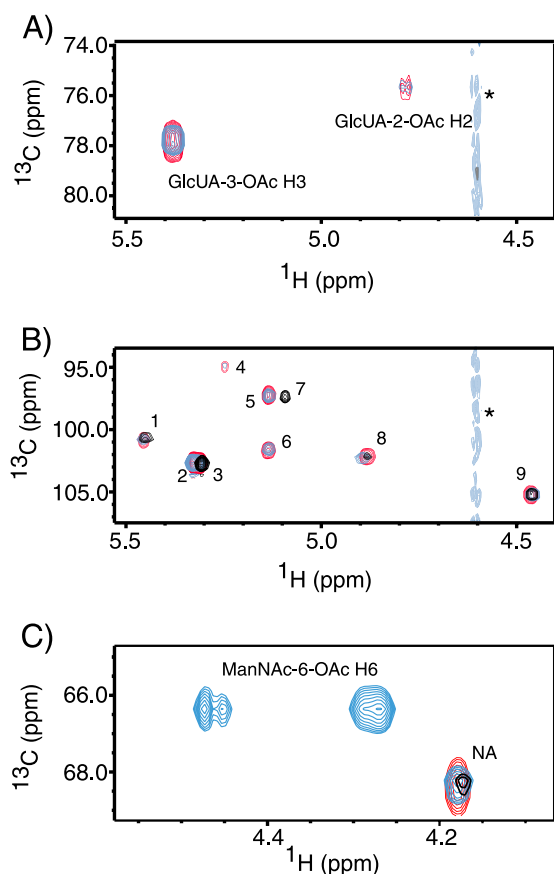 A)
74.0
76.0
78.0
80.0
13C (ppm)
GlcUA-2-OAc H2
*
GlcUA-3-OAc H3
5.5
5.0
4.5
1H (ppm)
B)
95.0
100.0
105.0
13C (ppm)
4
5
7
1
6
8
*
2
3
9
5.5
5.0
4.5
1H (ppm)
C)
66.0
68.0
13C (ppm)
ManNAc-6-OAc H6
NA
4.4
4.2
1H (ppm)